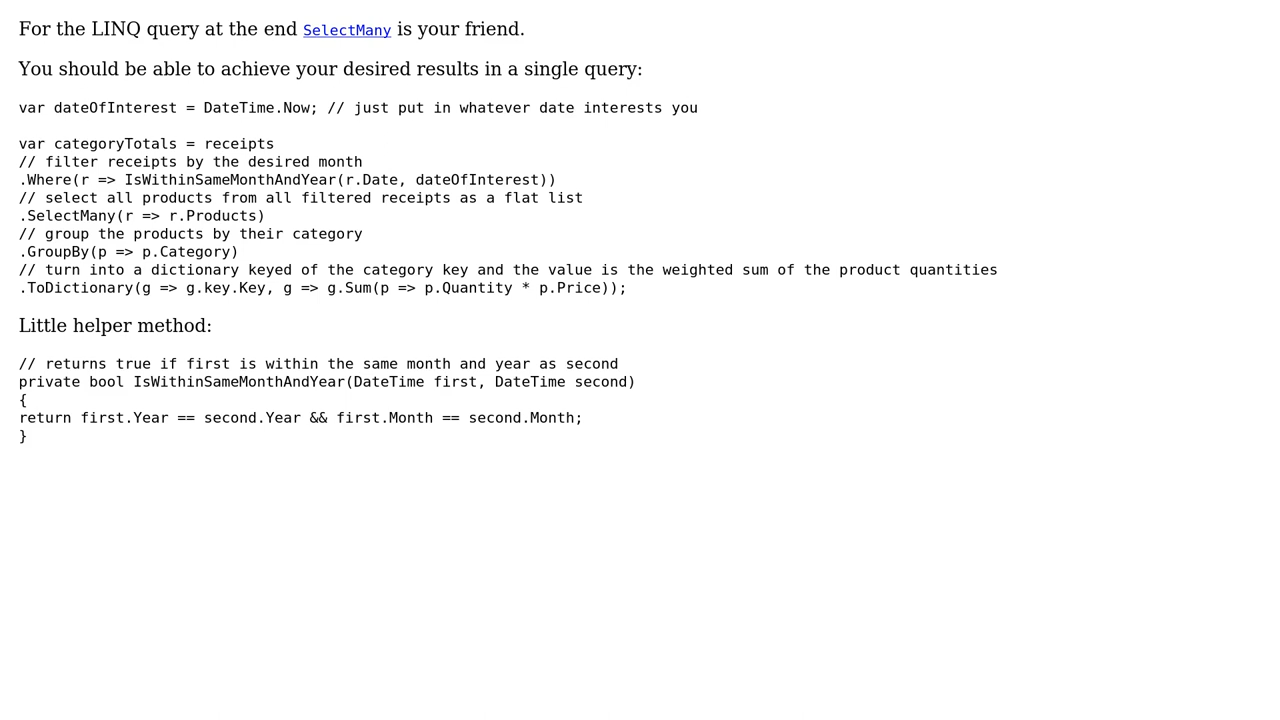 For the LINQ query at the end SelectMany is your friend.
You should be able to achieve your desired results in a single query:
var dateOfInterest = DateTime.Now; // just put in whatever date interests you
var categoryTotals = receipts
// filter receipts by the desired month
.Where(r => IsWithinSameMonthAndYear(r.Date, dateOfInterest))
// select all products from all filtered receipts as a flat list
.SelectMany(r => r.Products)
// group the products by their category
.GroupBy(p => p.Category)
// turn into a dictionary keyed of the category key and the value is the weighted sum of the product quantities
.ToDictionary(g => g.key.Key, g => g.Sum(p => p.Quantity * p.Price));
Little helper method:
// returns true if first is within the same month and year as second
private bool IsWithinSameMonthAndYear(DateTime first, DateTime second)
{
return first.Year == second.Year && first.Month == second.Month;
}